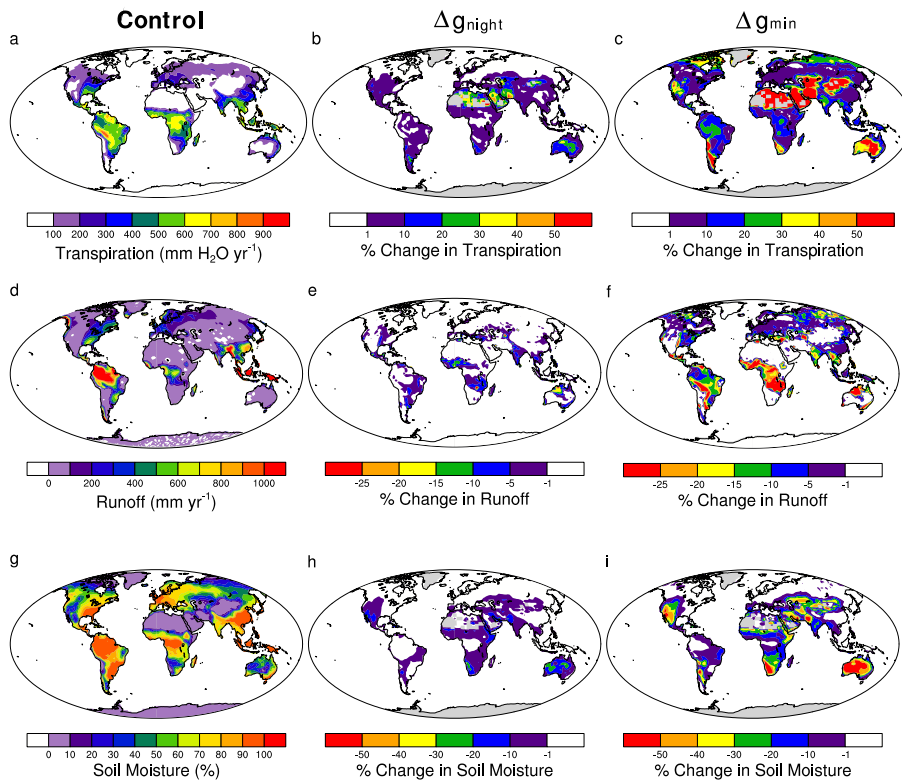 Control Δgnight Δgmin
a b c
100 200 300 400 500 600 700 800 900
Transpiration (mm H₂O yr⁻¹)
1 10 20 30 40 50
% Change in Transpiration
1 10 20 30 40 50
% Change in Transpiration
d e f
0 200 400 600 800 1000
Runoff (mm yr⁻¹)
-25 -20 -15 -10 -5 -1
% Change in Runoff
-25 -20 -15 -10 -5 -1
% Change in Runoff
g h i
0 10 20 30 40 50 60 70 80 90 100
Soil Moisture (%)
-50 -40 -30 -20 -10 -1
% Change in Soil Moisture
-50 -40 -30 -20 -10 -1
% Change in Soil Moisture